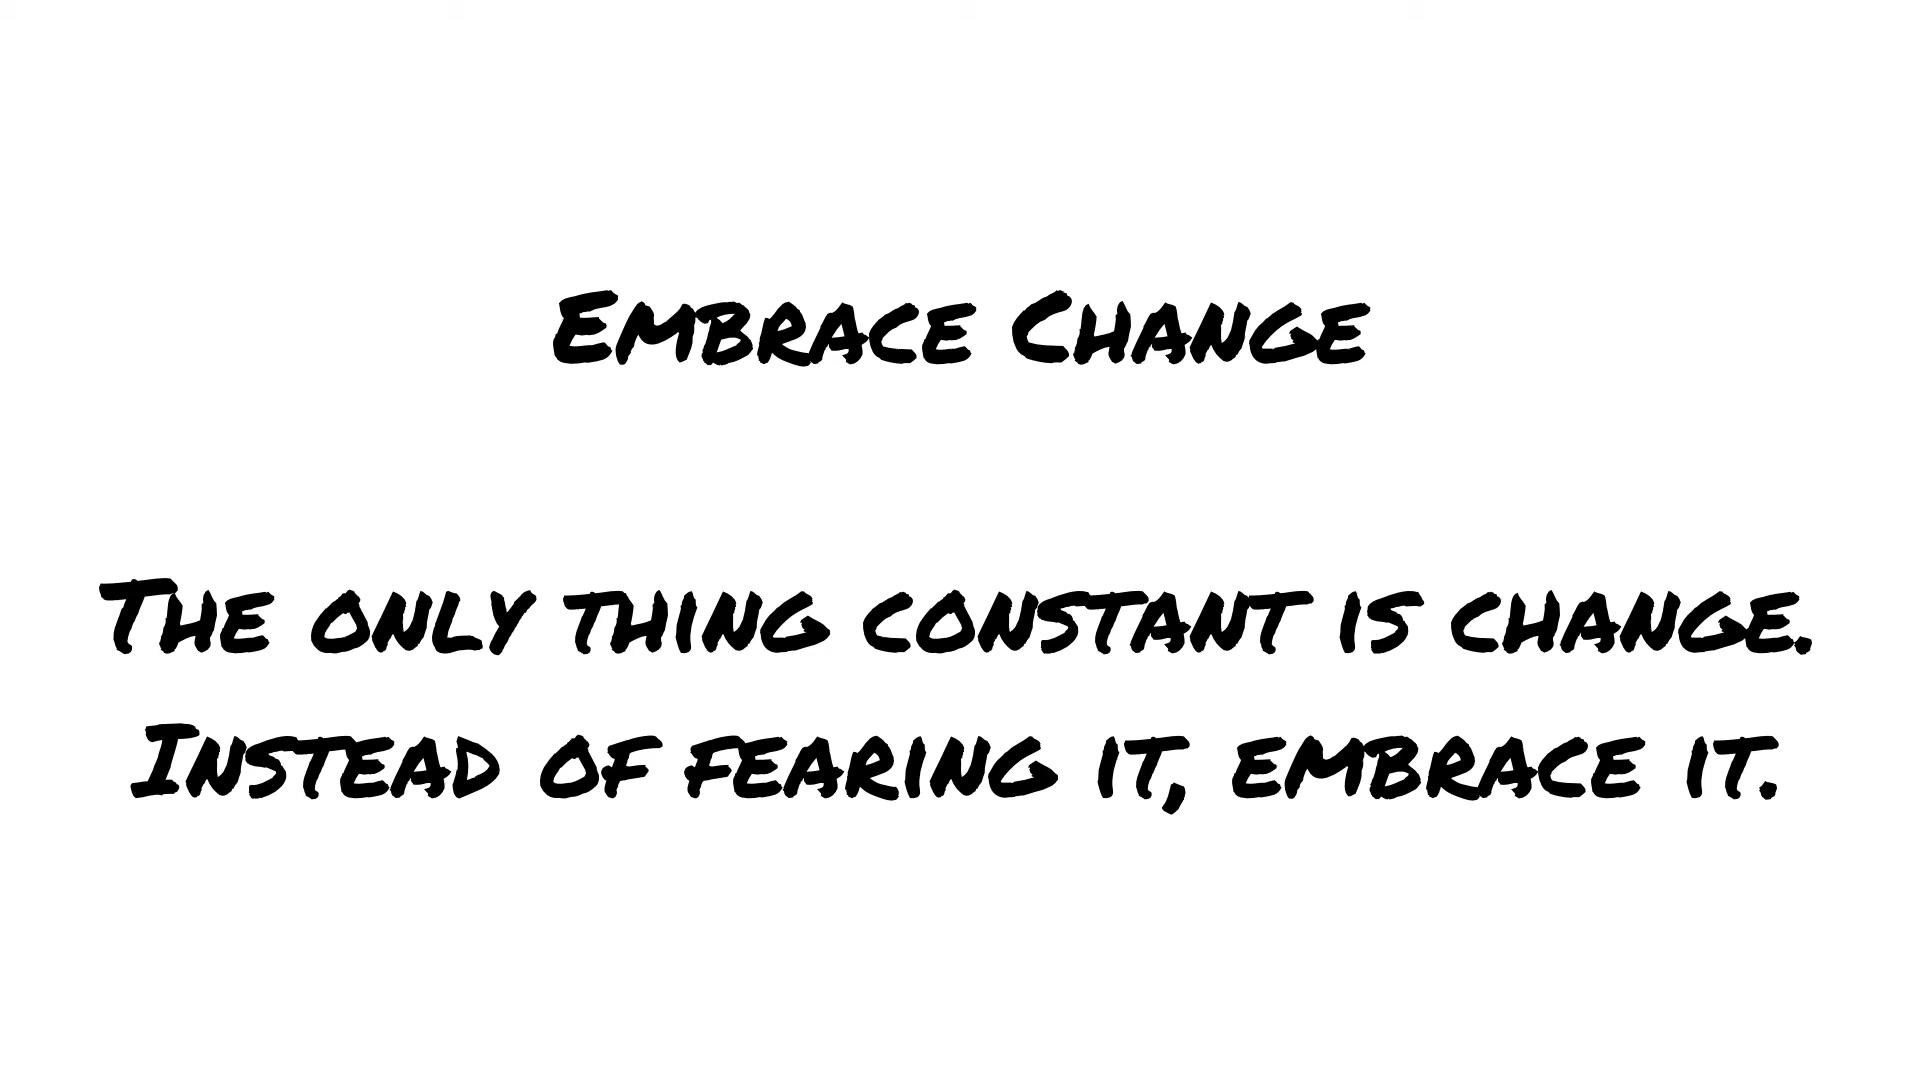 Embrace Change
The only thing constant is change.
Instead of fearing it, embrace it.